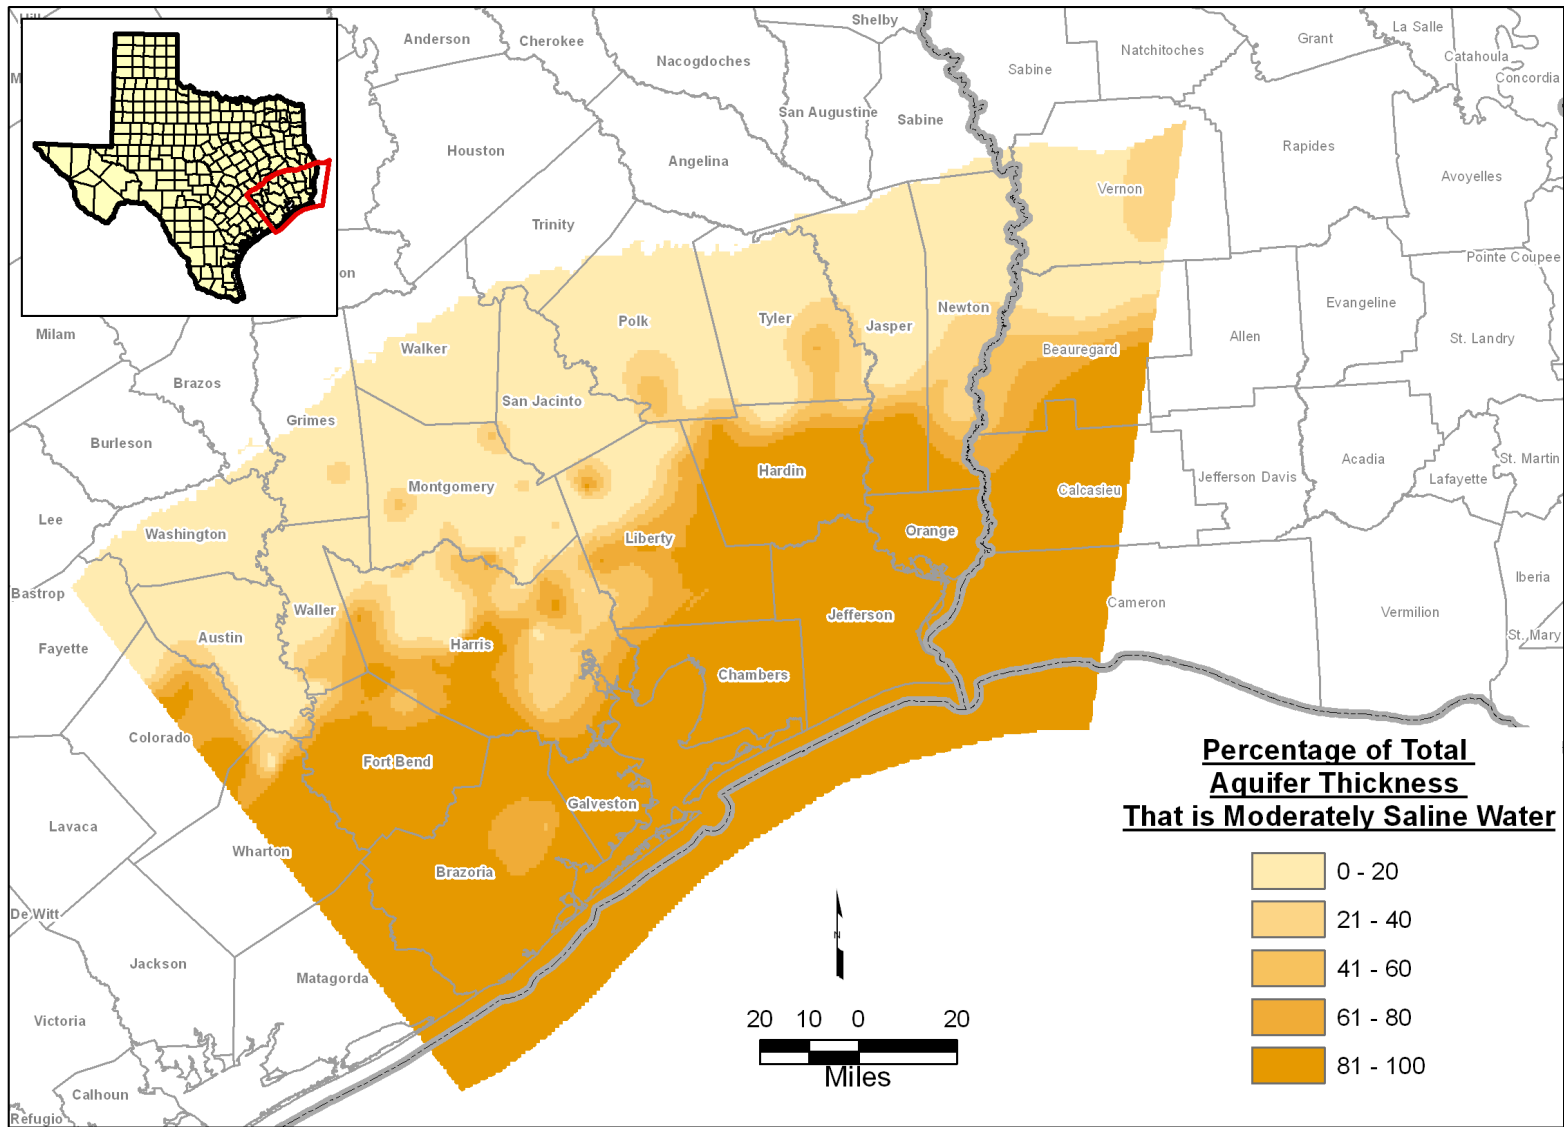 Shelby
Anderson
Cherokee
Nacogdoches
Sabine
Natchitoches
Grant
La Salle
Catahoula
Concordia
San Augustine
Sabine
Houston
Angelina
Rapides
Avoyelles
Vernon
Trinity
Pointe Coupee
Evangeline
Milam
Walker
Polk
Tyler
Jasper
Newton
Beauregard
Allen
St. Landry
Brazos
San Jacinto
Grimes
Burleson
Hardin
Montgomery
Calcasieu
Jefferson Davis
Acadia
Lafayette
St. Martin
Lee
Washington
Liberty
Orange
Bastrop
Waller
Austin
Harris
Jefferson
Cameron
Vermilion
Iberia
St. Mary
Fayette
Chambers
Colorado
Fort Bend
Galveston
Lavaca
Wharton
Brazoria
De Witt
Jackson
Matagorda
Victoria
Calhoun
Refugio
Percentage of Total
Aquifer Thickness
That is Moderately Saline Water
0 - 20
21 - 40
41 - 60
61 - 80
81 - 100
N
20 10 0 20
Miles